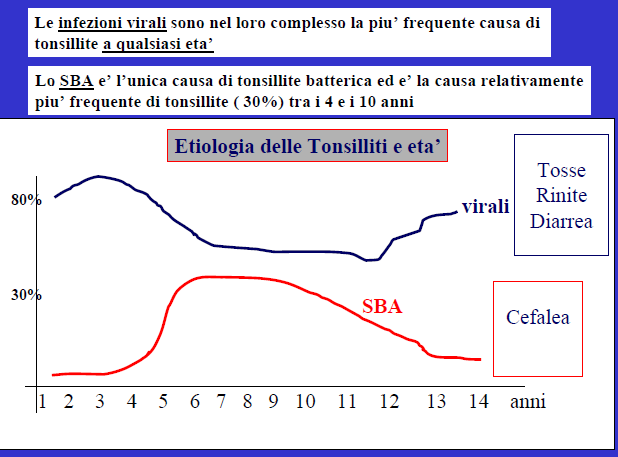 Le infezioni virali sono nel loro complesso la piu’ frequente causa di
tonsillite a qualsiasi eta’
Lo SBA e’ l’unica causa di tonsillite batterica ed e’ la causa relativamente
piu’ frequente di tonsillite ( 30%) tra i 4 e i 10 anni
Etiologia delle Tonsilliti e eta’
Tosse
Rinite
Diarrea
80%
virali
30%
SBA
Cefalea
1 2 3 4 5 6 7 8 9 10 11 12 13 14 anni